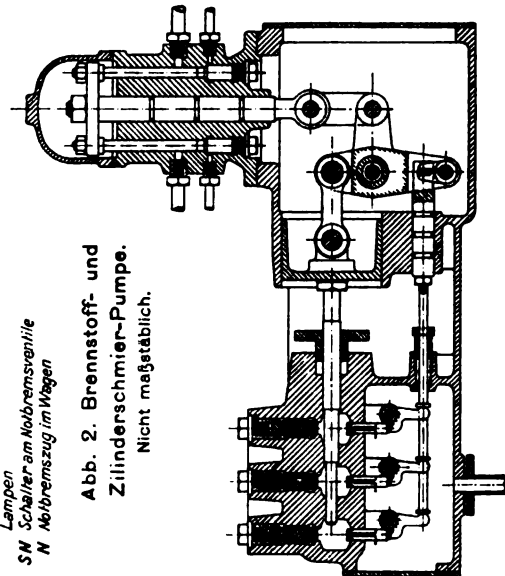 Lampen
SN Schalter am Notbremsventile
N Notbremszug im Wagen
Abb. 2. Brennstoff- und
Zilinderschmier-Pumpe.
Nicht maßstäblich.